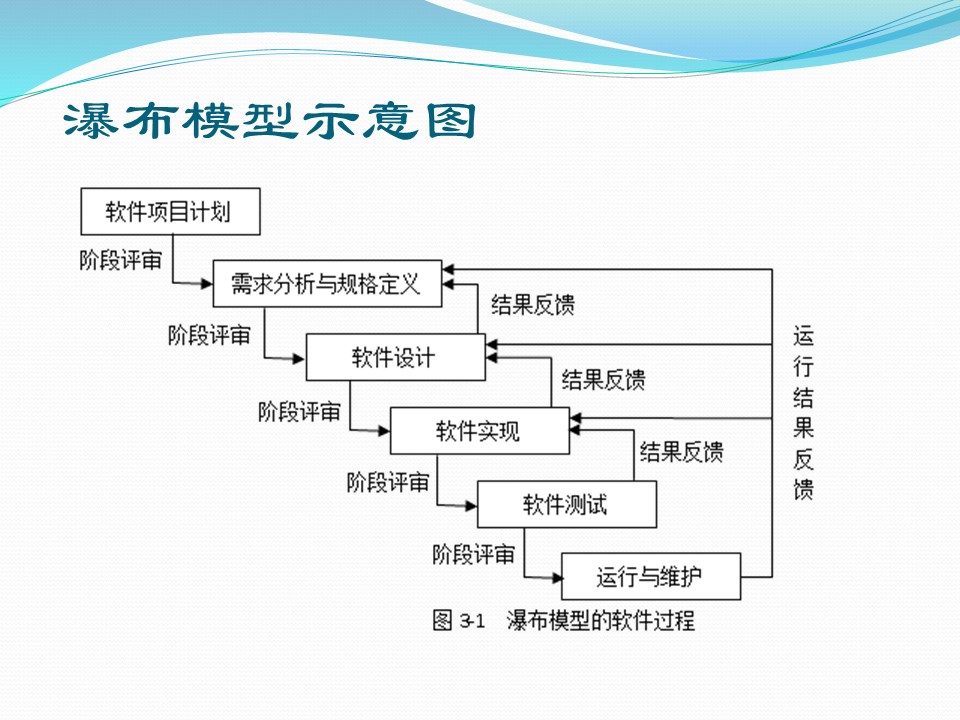 瀑布模型示意图
软件项目计划
阶段评审
需求分析与规格定义
结果反馈
阶段评审
软件设计
结果反馈
阶段评审
软件实现
结果反馈
阶段评审
软件测试
阶段评审
运行与维护
运行结果反馈
图 3-1 瀑布模型的软件过程